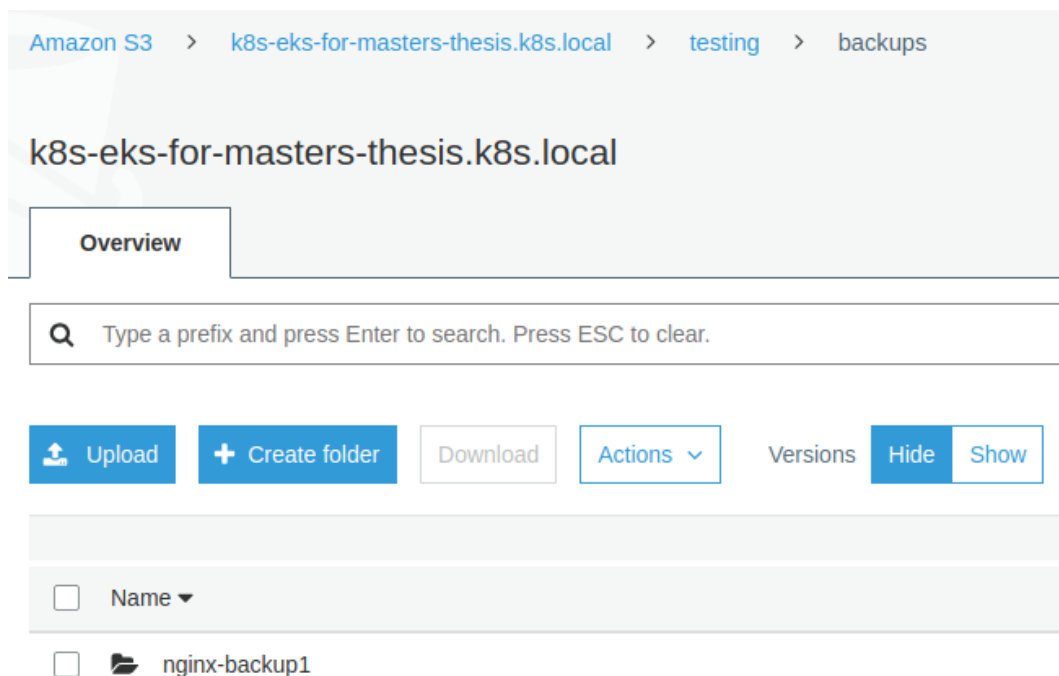 Amazon S3 > k8s-eks-for-masters-thesis.k8s.local > testing > backups
k8s-eks-for-masters-thesis.k8s.local
Overview
Type a prefix and press Enter to search. Press ESC to clear.
Upload + Create folder Download Actions Versions Hide Show
Name
nginx-backup1